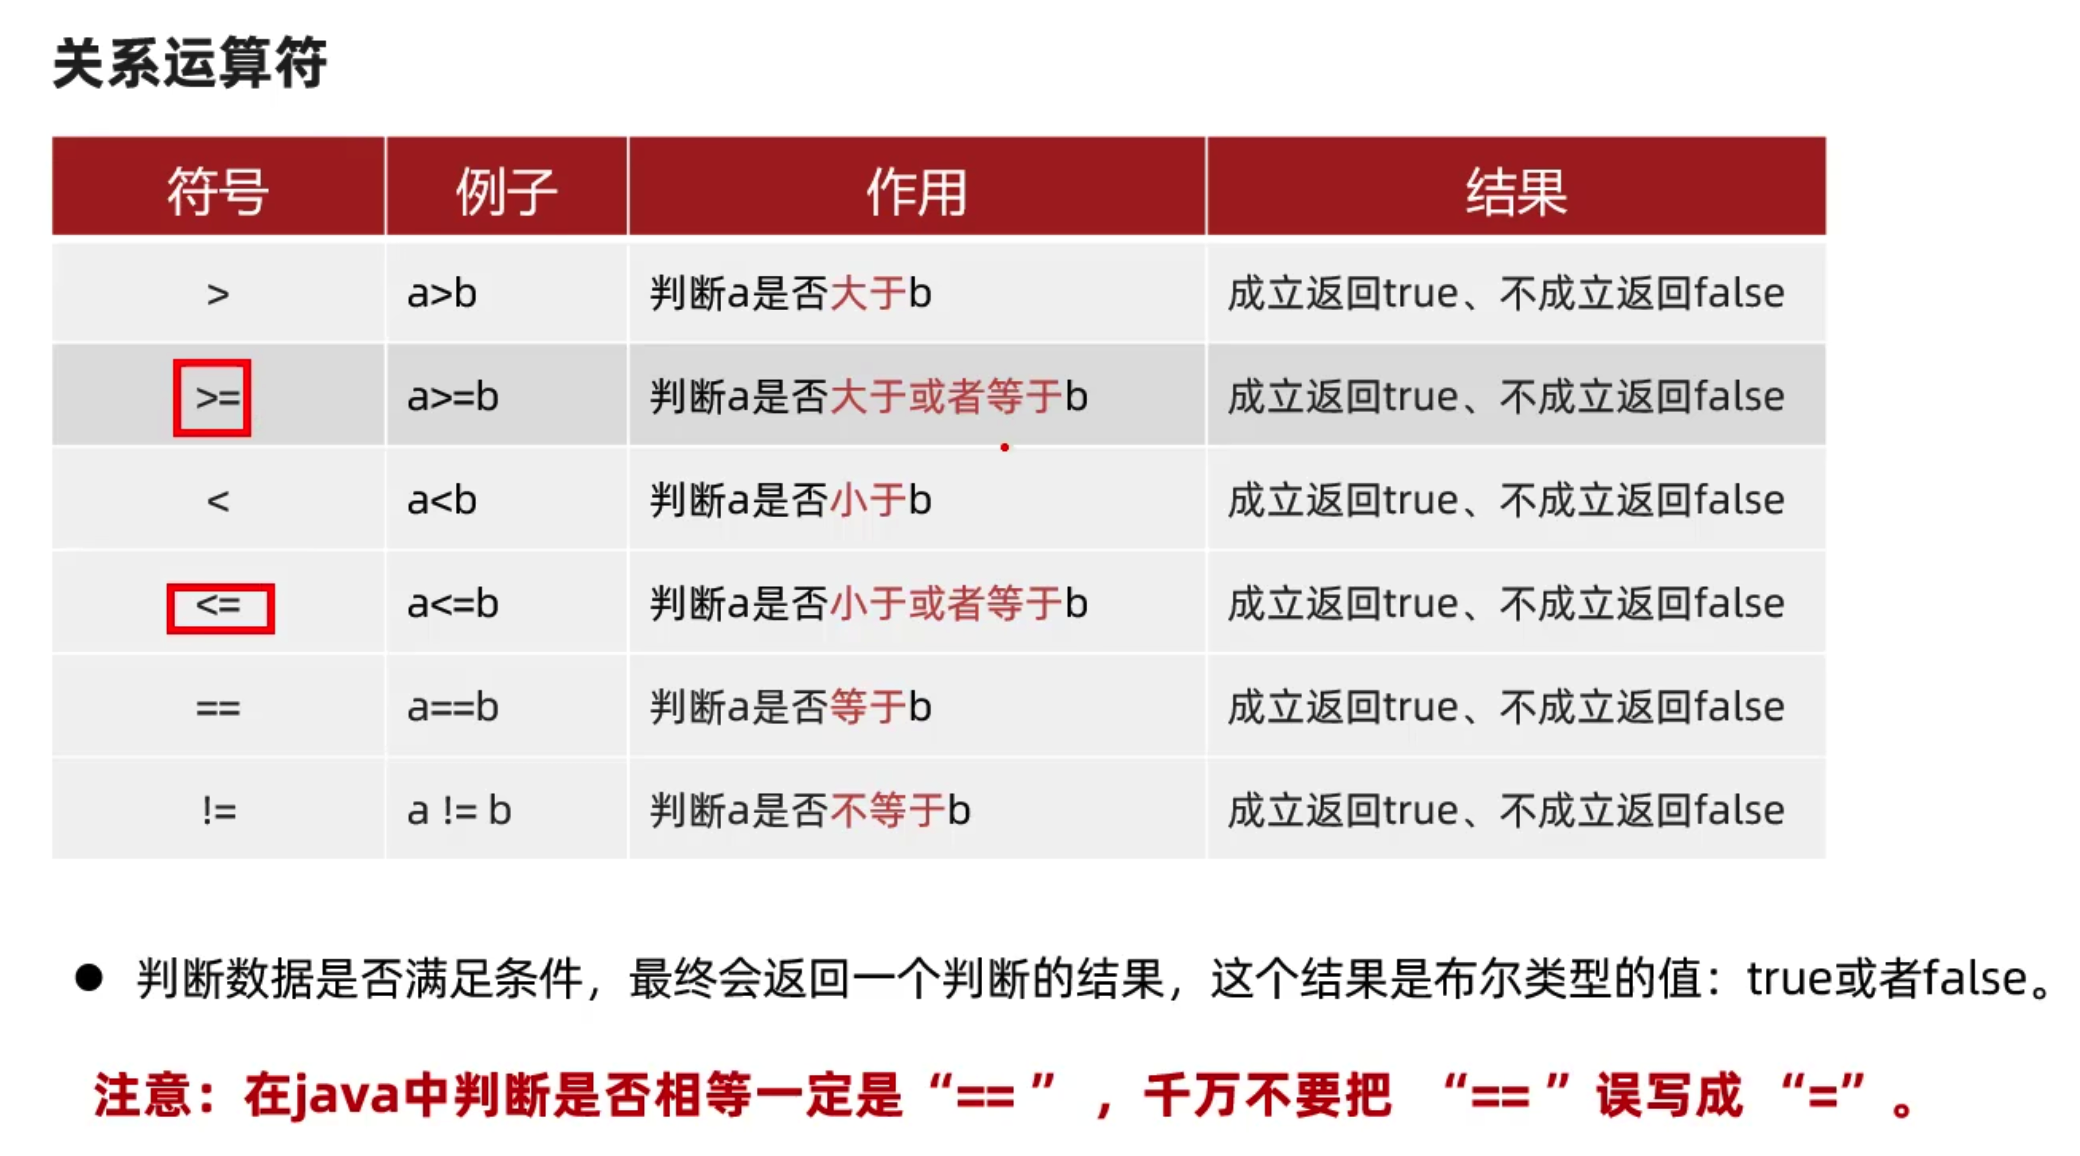 关系运算符
符号 例子 作用 结果
> a>b 判断a是否大于b 成立返回true、不成立返回false
>= a>=b 判断a是否大于或者等于b 成立返回true、不成立返回false
< a<b 判断a是否小于b 成立返回true、不成立返回false
<= a<=b 判断a是否小于或者等于b 成立返回true、不成立返回false
== a==b 判断a是否等于b 成立返回true、不成立返回false
!= a != b 判断a是否不等于b 成立返回true、不成立返回false
● 判断数据是否满足条件，最终会返回一个判断的结果，这个结果是布尔类型的值：true或者false。
注意：在java中判断是否相等一定是“== ” ，千万不要把 “== ”误写成 “=” 。